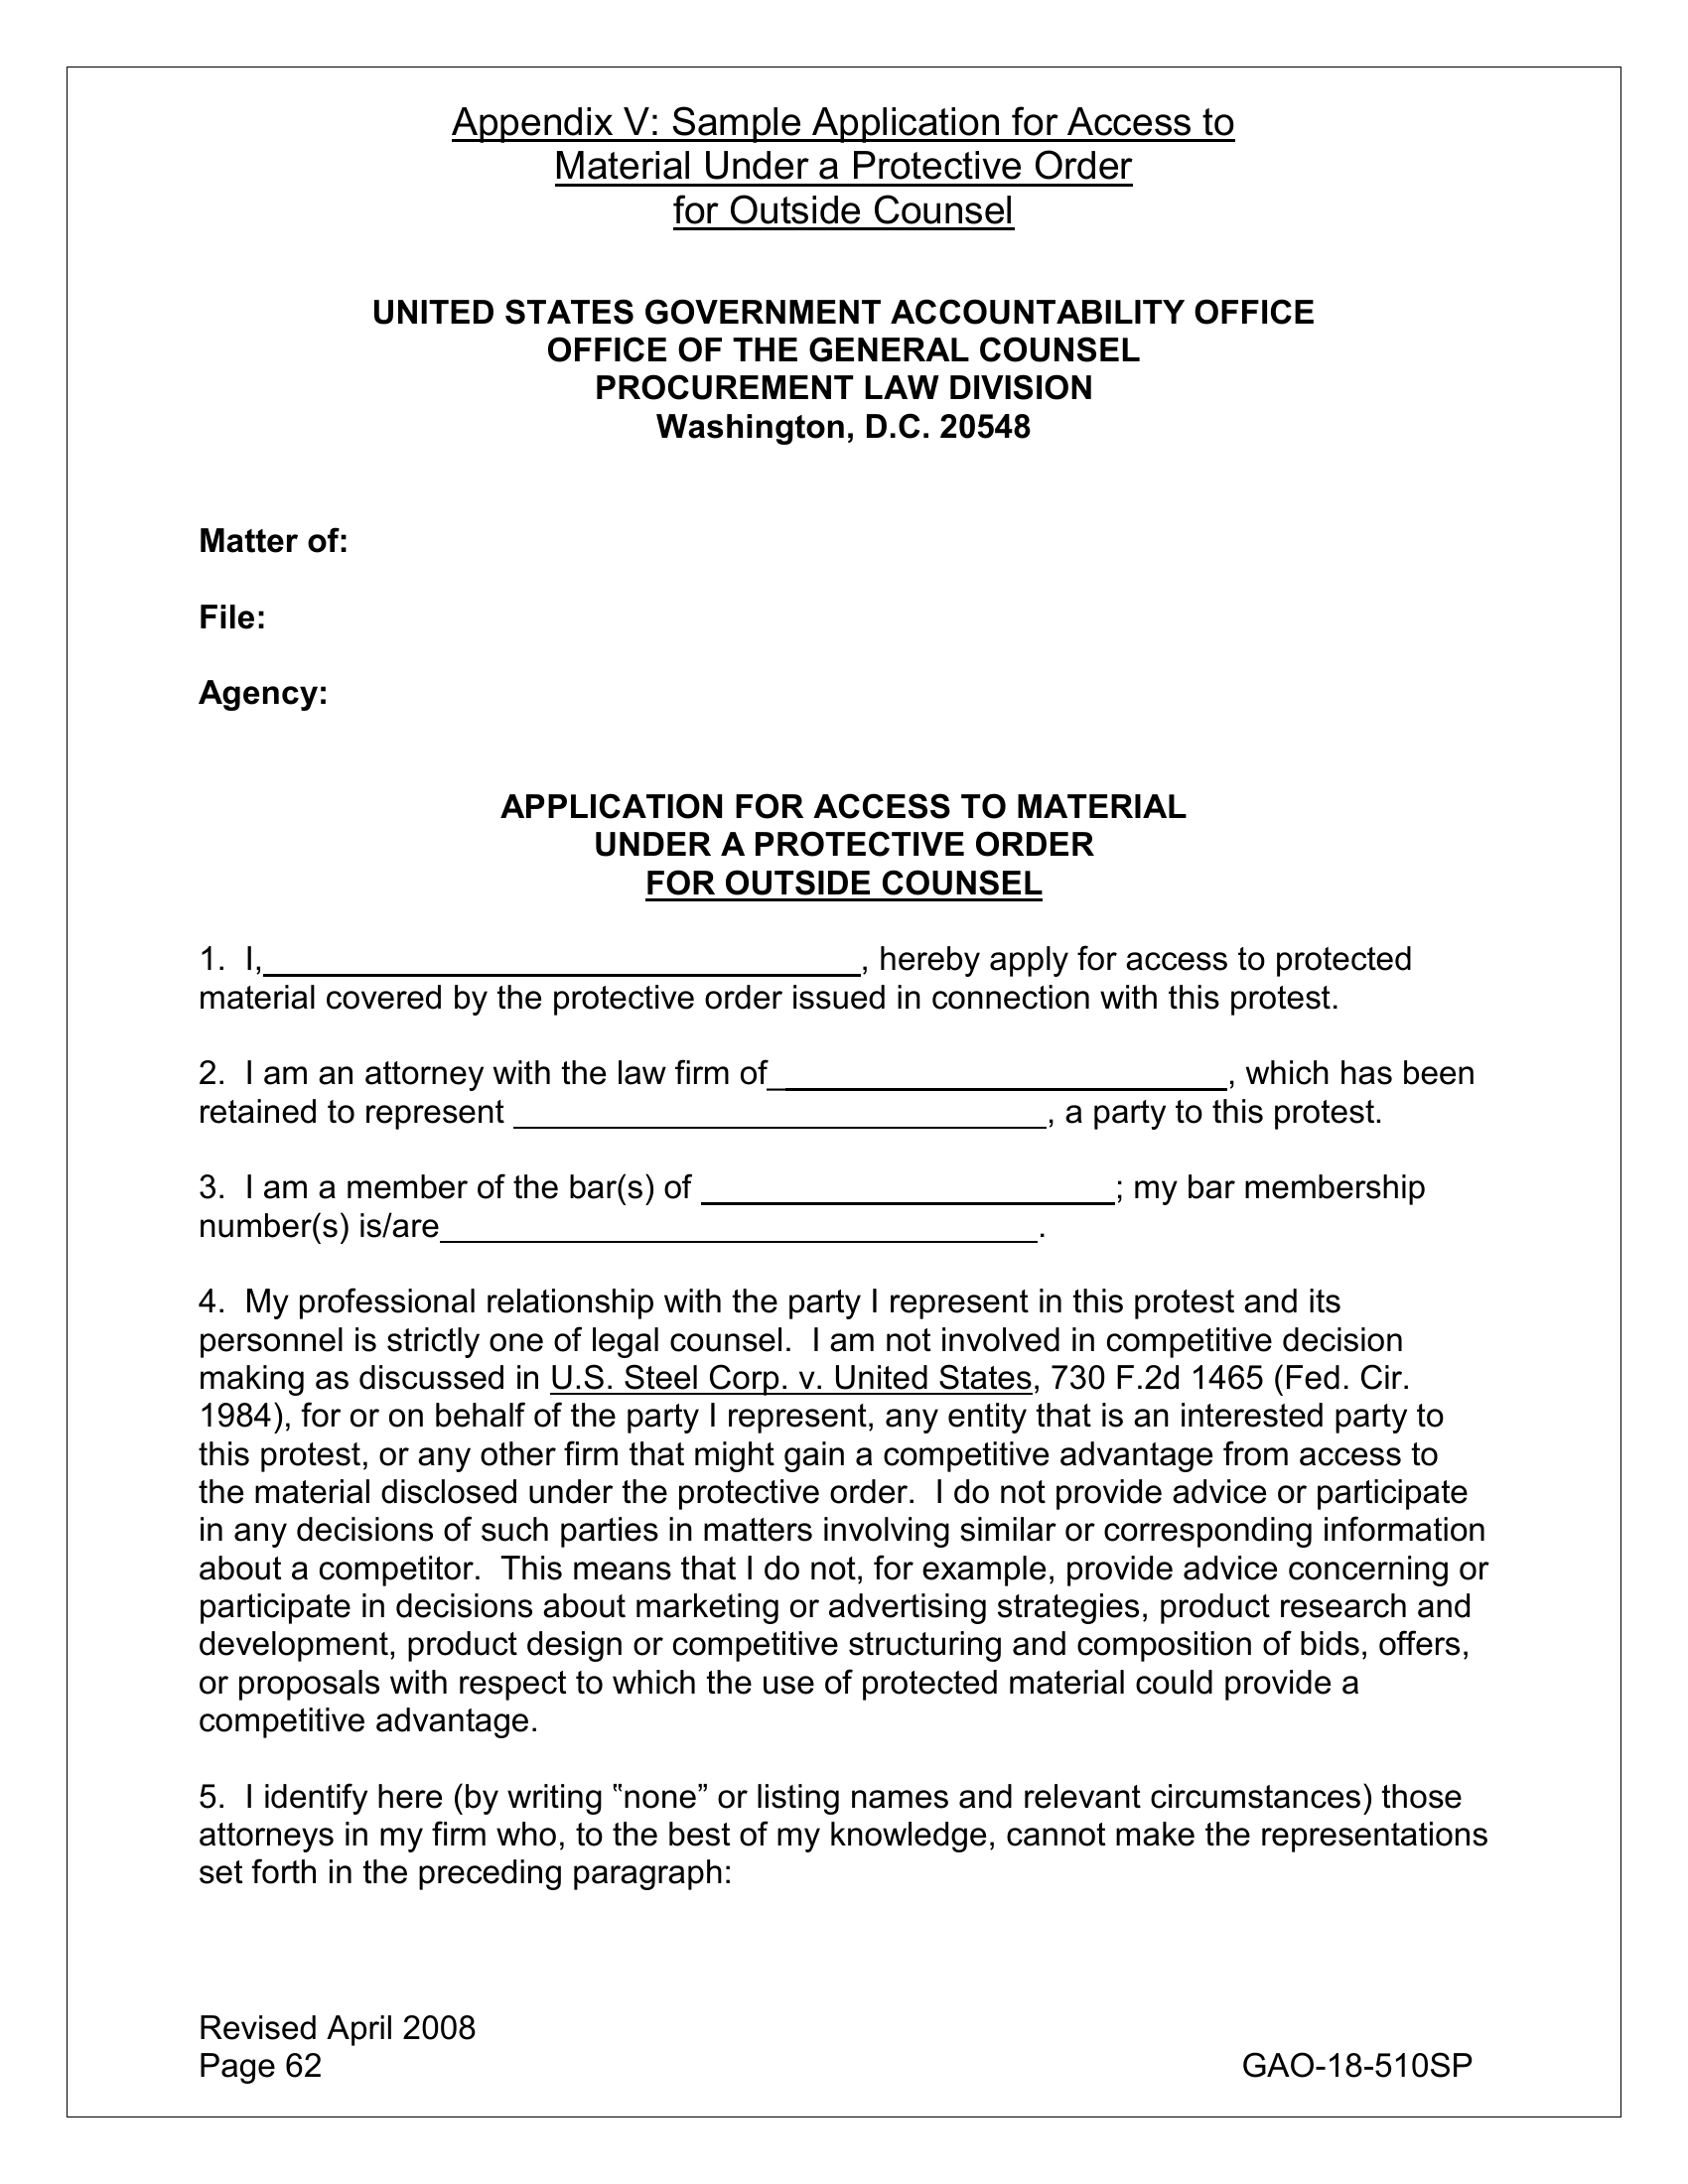 Appendix V: Sample Application for Access to
Material Under a Protective Order
for Outside Counsel
UNITED STATES GOVERNMENT ACCOUNTABILITY OFFICE
OFFICE OF THE GENERAL COUNSEL
PROCUREMENT LAW DIVISION
Washington, D.C. 20548
Matter of:
File:
Agency:
APPLICATION FOR ACCESS TO MATERIAL
UNDER A PROTECTIVE ORDER
FOR OUTSIDE COUNSEL
1. I,________________________________, hereby apply for access to protected
material covered by the protective order issued in connection with this protest.
2. I am an attorney with the law firm of_________________________, which has been
retained to represent _____________________________, a party to this protest.
3. I am a member of the bar(s) of ______________________; my bar membership
number(s) is/are________________________________.
4. My professional relationship with the party I represent in this protest and its
personnel is strictly one of legal counsel. I am not involved in competitive decision
making as discussed in U.S. Steel Corp. v. United States, 730 F.2d 1465 (Fed. Cir.
1984), for or on behalf of the party I represent, any entity that is an interested party to
this protest, or any other firm that might gain a competitive advantage from access to
the material disclosed under the protective order. I do not provide advice or participate
in any decisions of such parties in matters involving similar or corresponding information
about a competitor. This means that I do not, for example, provide advice concerning or
participate in decisions about marketing or advertising strategies, product research and
development, product design or competitive structuring and composition of bids, offers,
or proposals with respect to which the use of protected material could provide a
competitive advantage.
5. I identify here (by writing ‟none” or listing names and relevant circumstances) those
attorneys in my firm who, to the best of my knowledge, cannot make the representations
set forth in the preceding paragraph:
Revised April 2008
Page 62 GAO-18-510SP